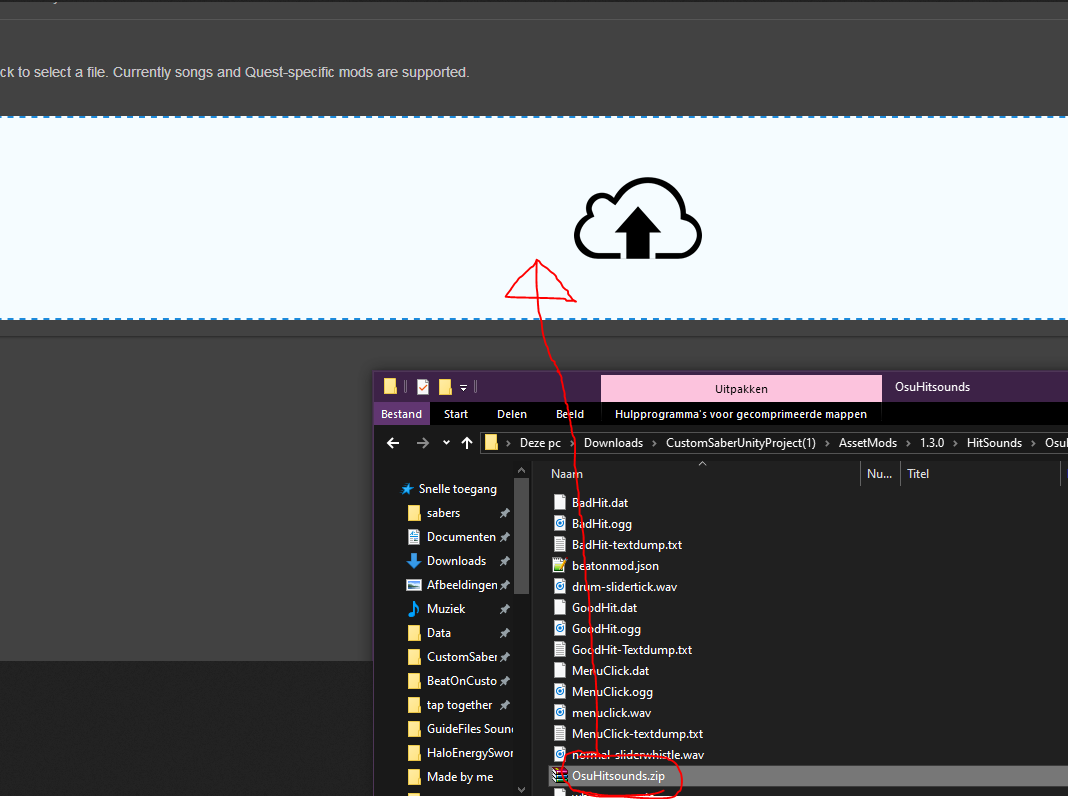 ck to select a file. Currently songs and Quest-specific mods are supported.
Uitpakken
OsuHitsounds
Bestand
Start
Delen
Beeld
Hulpprogramma's voor gecomprimeerde mappen
Deze pc
Downloads
CustomSaberUnityProject(1)
AssetMods
1.3.0
HitSounds
Osu
Naam
Nu...
Titel
Snelle toegang
sabers
Documenten
Downloads
Afbeeldingen
Muziek
Data
CustomSaber
BeatOnCusto
tap together
GuideFiles Soun
HaloEnergySwor
Made by me
BadHit.dat
BadHit.ogg
BadHit-textdump.txt
beatonmod.json
drum-slidertick.wav
GoodHit.dat
GoodHit.ogg
GoodHit-Textdump.txt
MenuClick.dat
MenuClick.ogg
menuclick.wav
MenuClick-textdump.txt
normal-sliderwhistle.wav
OsuHitsounds.zip